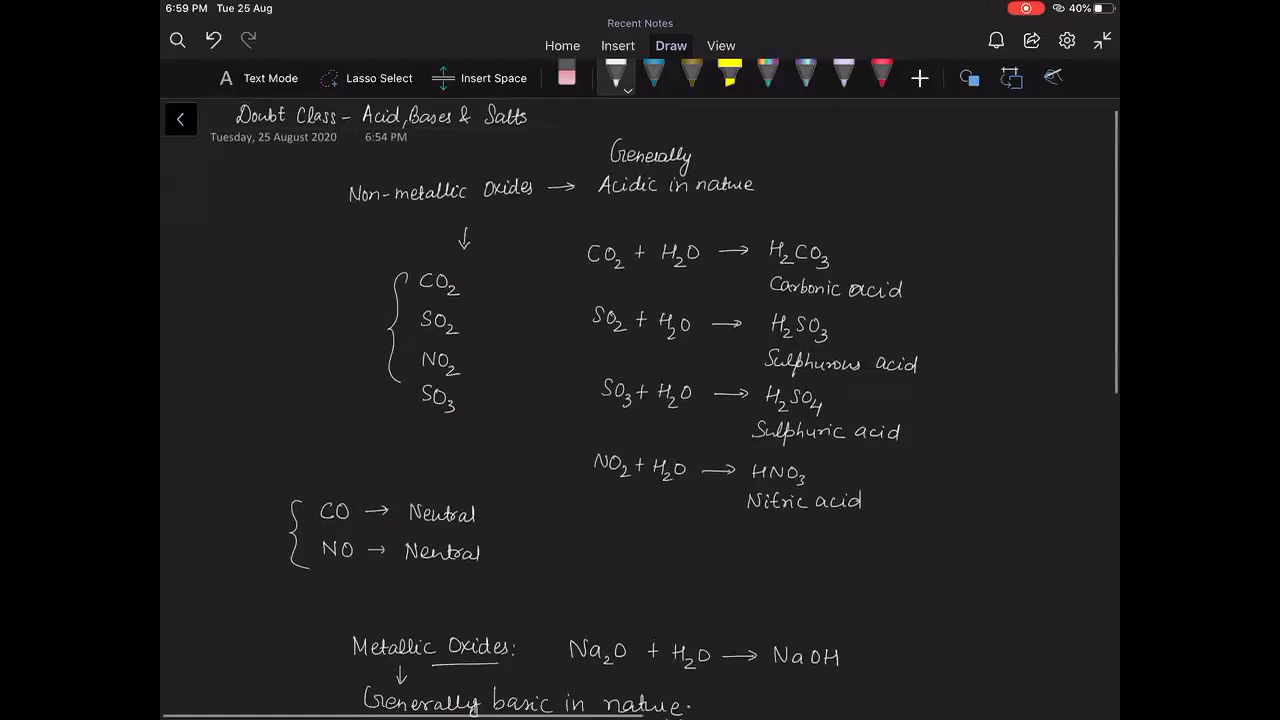 6:59 PM Tue 25 Aug
40%
Recent Notes
Home Insert Draw View
Text Mode Lasso Select Insert Space
Doubt Class - Acid, Bases & Salts
Tuesday, 25 August 2020 6:54 PM
Generally
Non-metallic Oxides → Acidic in nature
↓
CO2
SO2
NO2
SO3
CO2 + H2O → H2CO3
Carbonic acid
SO2 + H2O → H2SO3
Sulphurous acid
SO3 + H2O → H2SO4
Sulphuric acid
NO2 + H2O → HNO3
Nitric acid
CO → Neutral
NO → Neutral
Metallic Oxides: Na2O + H2O → NaOH
↓
Generally basic in nature.